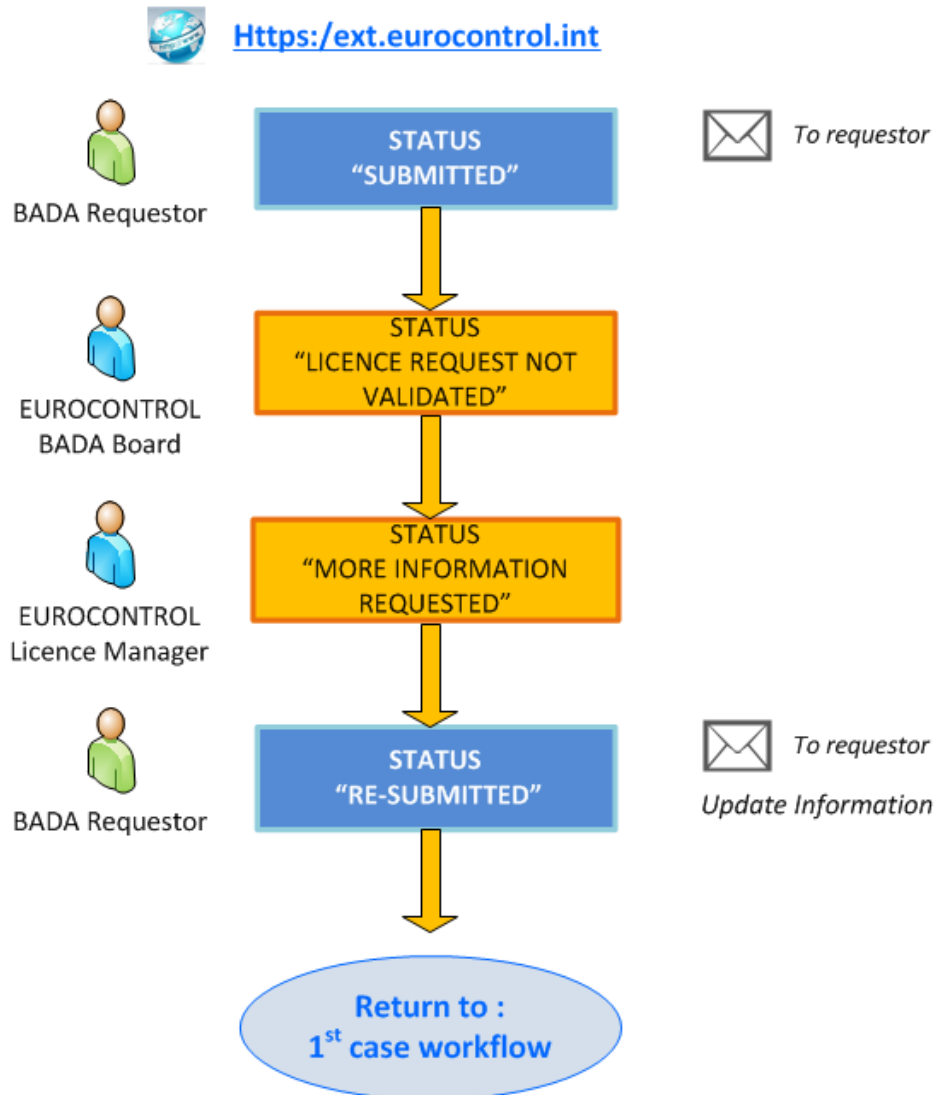 Https:/ext.eurocontrol.int
BADA Requestor
STATUS
“SUBMITTED”
To requestor
EUROCONTROL
BADA Board
STATUS
“LICENCE REQUEST NOT
VALIDATED”
EUROCONTROL
Licence Manager
STATUS
“MORE INFORMATION
REQUESTED”
BADA Requestor
STATUS
“RE-SUBMITTED”
To requestor
Update Information
Return to :
1st case workflow